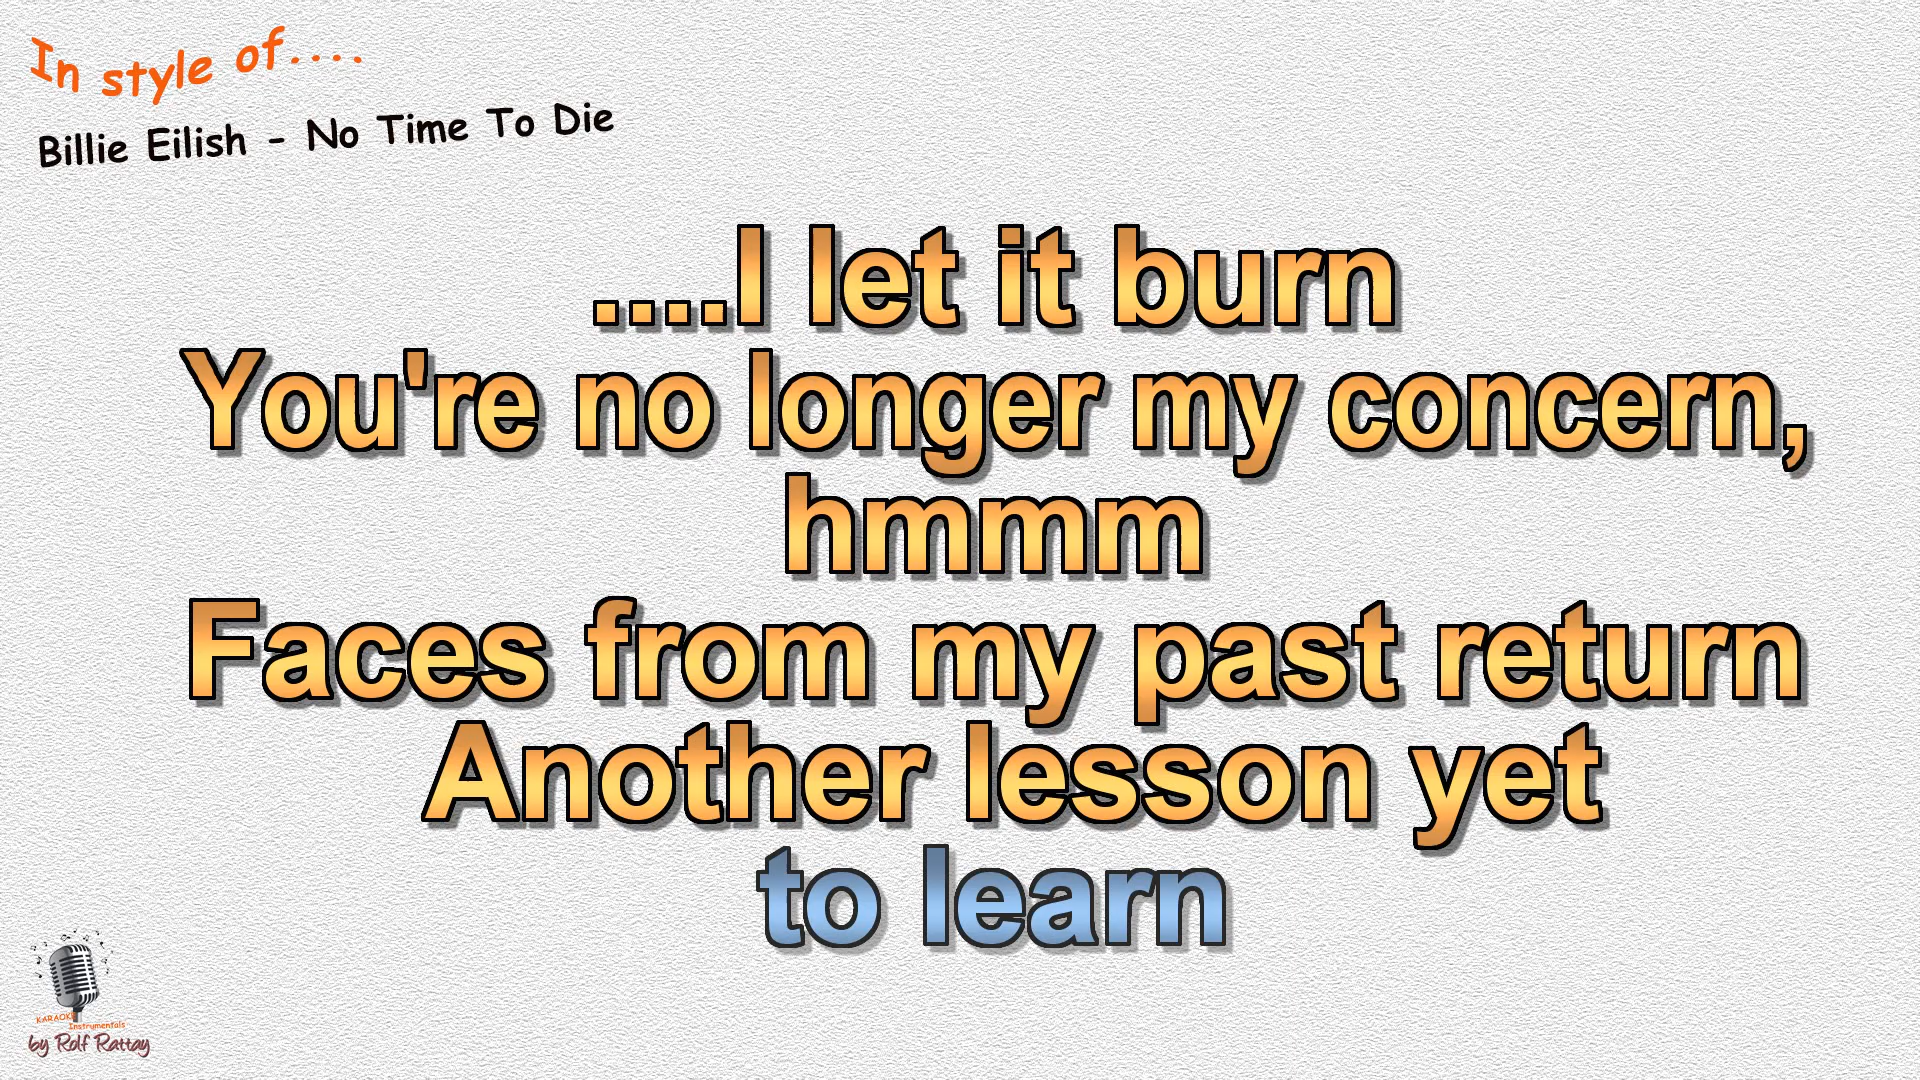 In style of....
Billie Eilish - No Time To Die
....I let it burn
You're no longer my concern,
hmmm
Faces from my past return
Another lesson yet
to learn
KARAOKE
Instrumentals
by Rolf Rattay